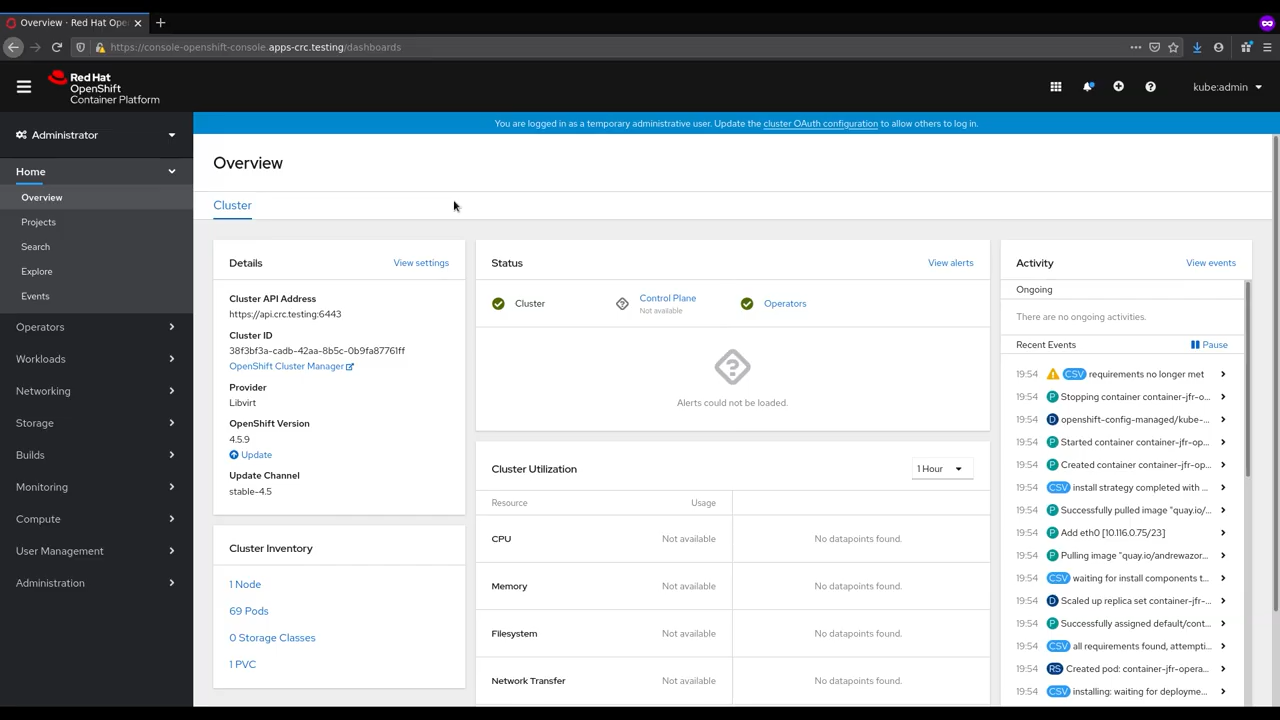 Overview · Red Hat Ope
https://console-openshift-console.apps-crc.testing/dashboards
Red Hat
OpenShift
Container Platform
kube:admin
Administrator
You are logged in as a temporary administrative user. Update the cluster OAuth configuration to allow others to log in.
Home
Overview
Projects
Search
Explore
Events
Operators
Workloads
Networking
Storage
Builds
Monitoring
Compute
User Management
Administration
Overview
Cluster
Details
View settings
Cluster API Address
https://api.crc.testing:6443
Cluster ID
38f3bf3a-cadb-42aa-8b5c-0b9fa87761ff
OpenShift Cluster Manager
Provider
Libvirt
OpenShift Version
4.5.9
Update
Update Channel
stable-4.5
Cluster Inventory
1 Node
69 Pods
0 Storage Classes
1 PVC
Status
View alerts
Cluster
Control Plane
Not available
Operators
Alerts could not be loaded.
Cluster Utilization
1 Hour
Resource Usage
CPU Not available No datapoints found.
Memory Not available No datapoints found.
Filesystem Not available No datapoints found.
Network Transfer Not available No datapoints found.
Activity
View events
Ongoing
There are no ongoing activities.
Recent Events
Pause
19:54 CSV requirements no longer met
19:54 P Stopping container container-jfr-o...
19:54 D openshift-config-managed/kube-...
19:54 P Started container container-jfr-op...
19:54 P Created container container-jfr-op...
19:54 CSV install strategy completed with ...
19:54 P Successfully pulled image "quay.io/...
19:54 P Add eth0 [10.116.0.75/23]
19:54 P Pulling image "quay.io/andrewazor...
19:54 CSV waiting for install components t...
19:54 D Scaled up replica set container-jfr-...
19:54 P Successfully assigned default/cont...
19:54 CSV all requirements found, attempti...
19:54 RS Created pod: container-jfr-opera...
19:54 CSV installing: waiting for deployme...